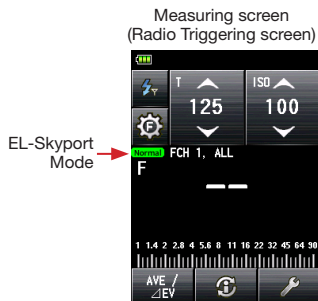 Measuring screen
(Radio Triggering screen)
T
ISO
125
100
F
EL-Skyport
Mode
Normal FCH 1, ALL
F
1 1.4 2 2.8 4 5.6 8 11 16 22 32 45 64 90
AVE /
⊿EV